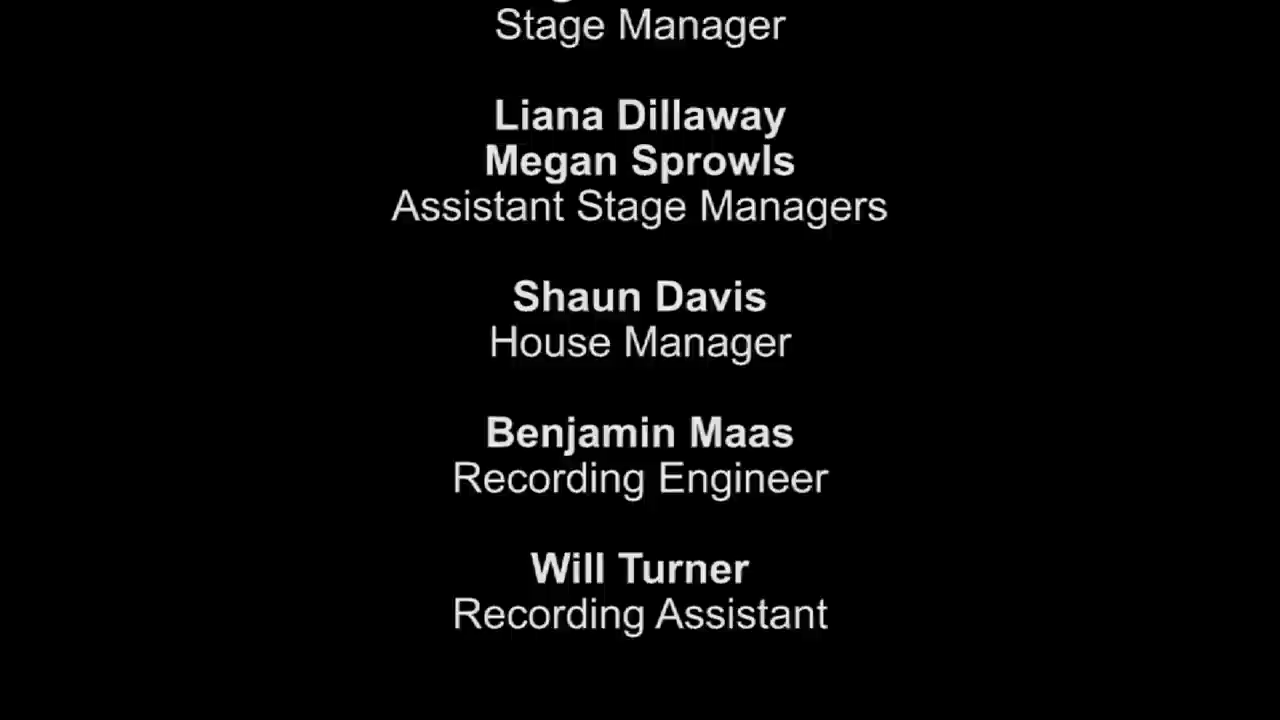 Stage Manager
Liana Dillaway
Megan Sprowls
Assistant Stage Managers
Shaun Davis
House Manager
Benjamin Maas
Recording Engineer
Will Turner
Recording Assistant